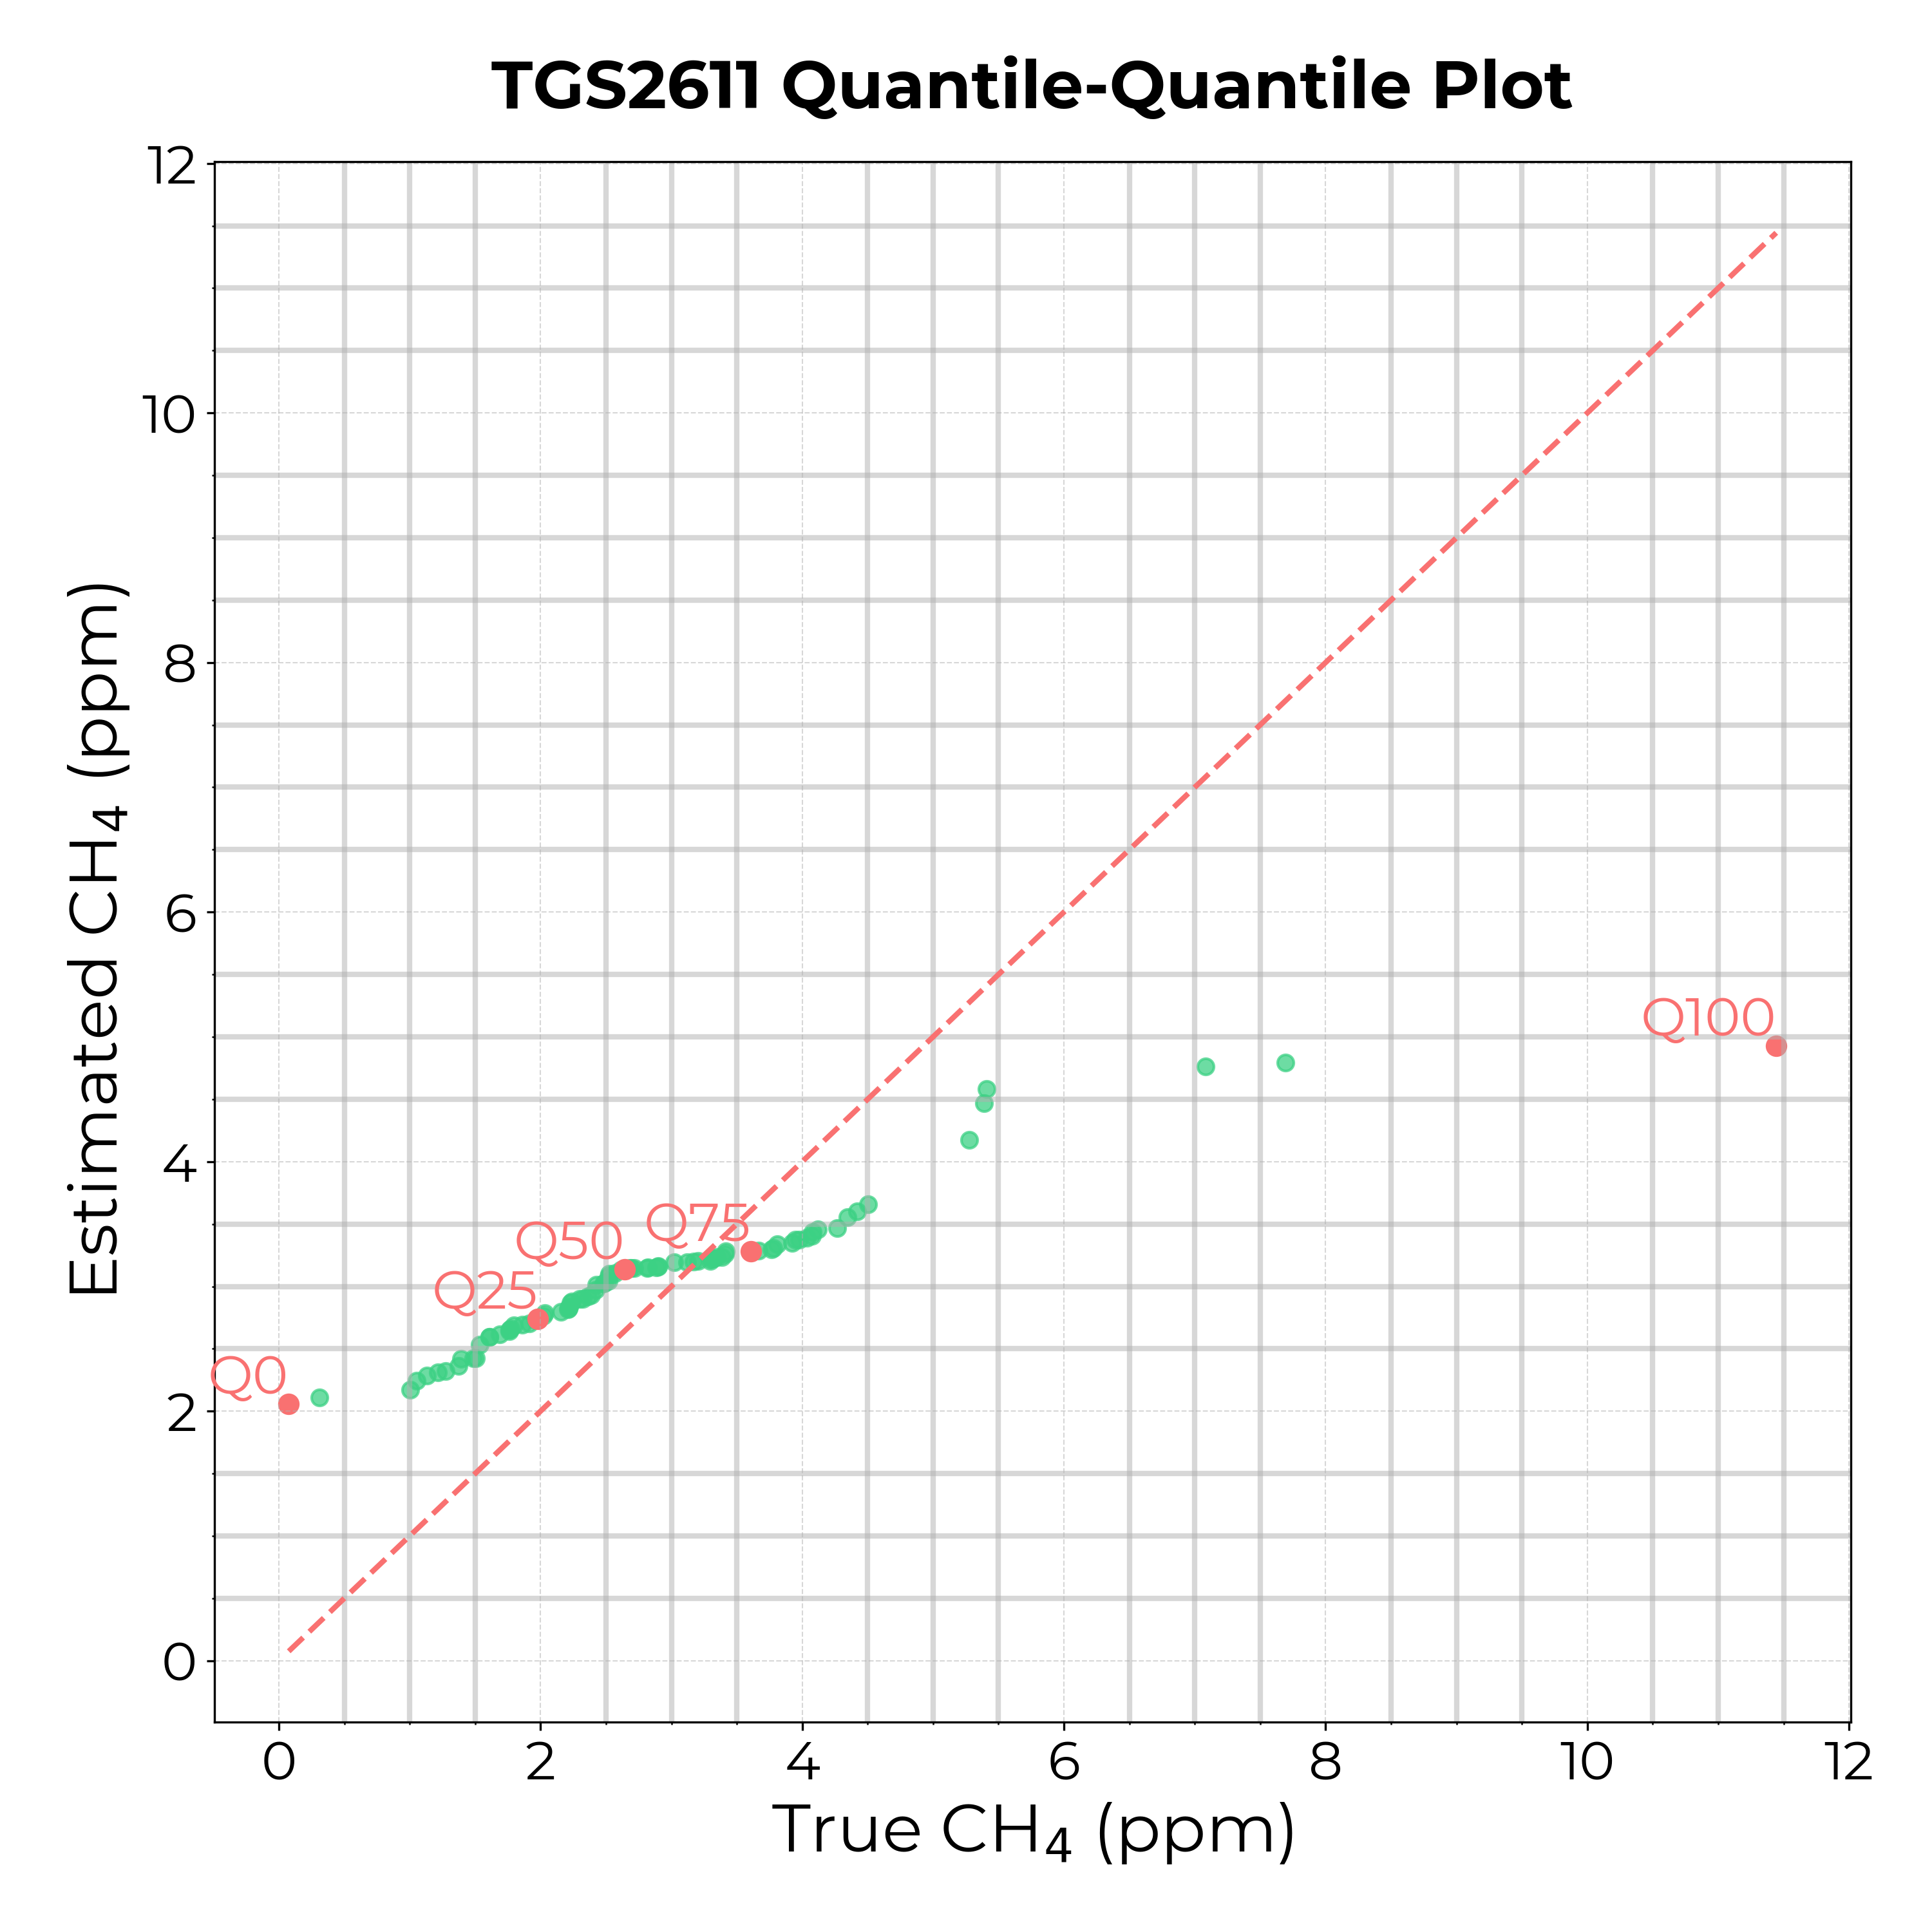 TGS2611 Quantile-Quantile Plot
12
10
8
6
4
2
0
Estimated CH₄ (ppm)
Q100
Q75
Q50
Q25
Q0
0 2 4 6 8 10 12
True CH₄ (ppm)